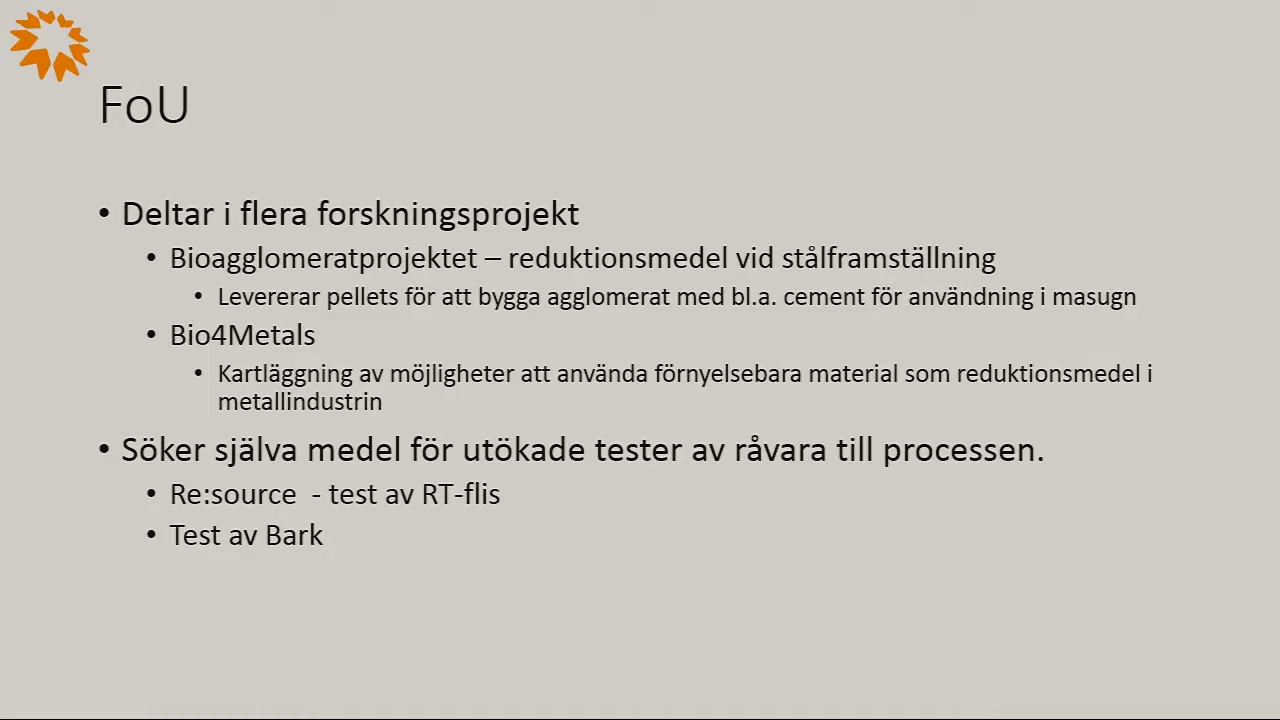 FoU
• Deltar i flera forskningsprojekt
• Bioagglomeratprojektet – reduktionsmedel vid stålframställning
• Levererar pellets för att bygga agglomerat med bl.a. cement för användning i masugn
• Bio4Metals
• Kartläggning av möjligheter att använda förnyelsebara material som reduktionsmedel i
metallindustrin
• Söker själva medel för utökade tester av råvara till processen.
• Re:source  - test av RT-flis
• Test av Bark